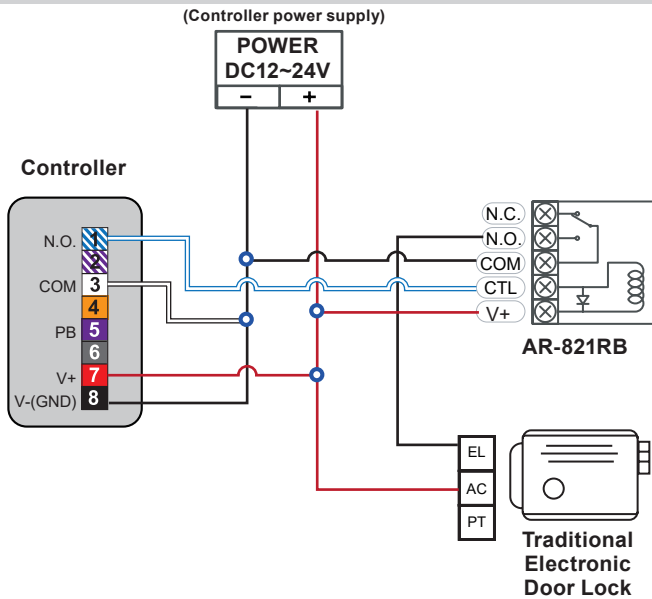 (Controller power supply)
POWER
DC12~24V
− +
Controller
N.O. 1
2
COM 3
4
PB 5
6
V+ 7
V-(GND) 8
N.C.
N.O.
COM
CTL
V+
AR-821RB
EL
AC
PT
Traditional
Electronic
Door Lock